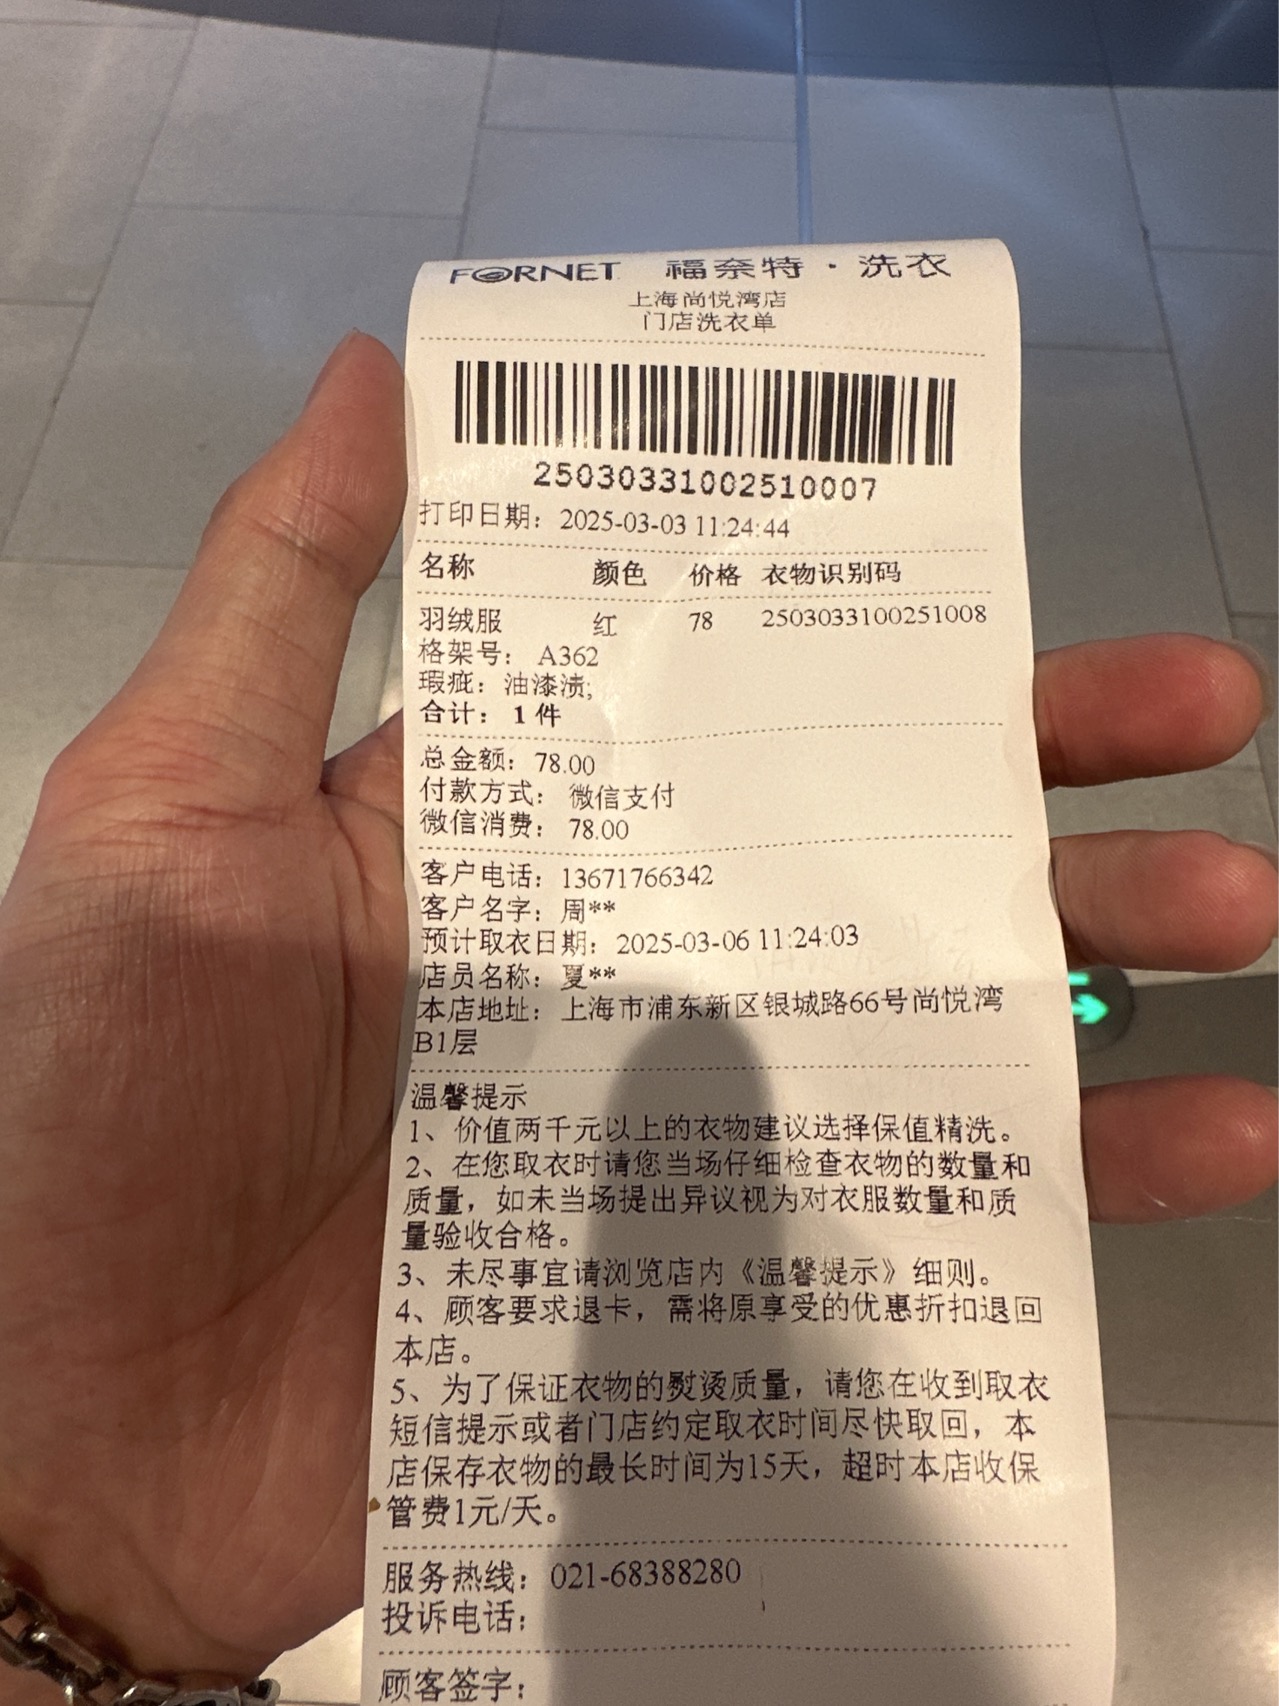 FORNET 福奈特·洗衣
上海尚悦湾店
门店洗衣单
25030331002510007
打印日期：2025-03-03 11:24:44
名称 颜色 价格 衣物识别码
羽绒服 红 78 2503033100251008
格架号：A362
瑕疵：油漆渍;
合计：1件
总金额：78.00
付款方式：微信支付
微信消费：78.00
客户电话：13671766342
客户名字：周**
预计取衣日期：2025-03-06 11:24:03
店员名称：夏**
本店地址：上海市浦东新区银城路66号尚悦湾
B1层
温馨提示
1、价值两千元以上的衣物建议选择保值精洗。
2、在您取衣时请您当场仔细检查衣物的数量和
质量，如未当场提出异议视为对衣服数量和质
量验收合格。
3、未尽事宜请浏览店内《温馨提示》细则。
4、顾客要求退卡，需将原享受的优惠折扣退回
本店。
5、为了保证衣物的熨烫质量，请您在收到取衣
短信提示或者门店约定取衣时间尽快取回，本
店保存衣物的最长时间为15天，超时本店收保
管费1元/天。
服务热线：021-68388280
投诉电话：
顾客签字：